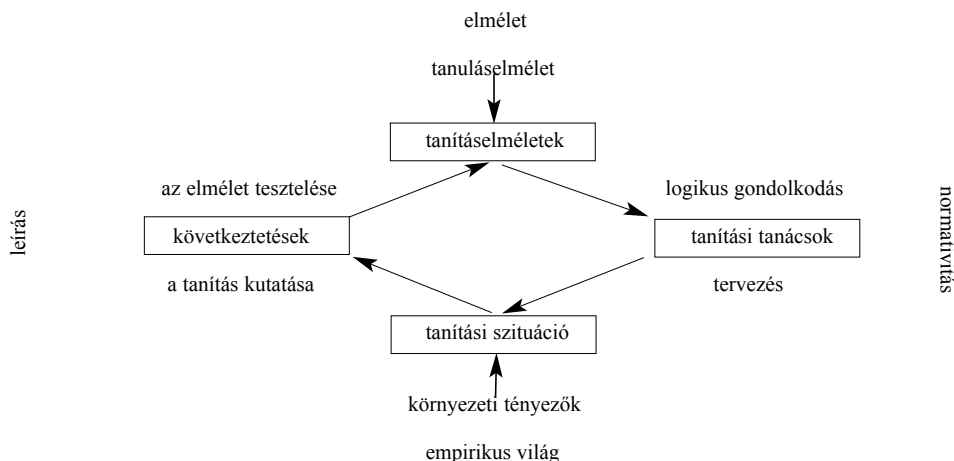 elmélet
tanuláselmélet
tanításelméletek
az elmélet tesztelése
logikus gondolkodás
leírás
következtetések
tanítási tanácsok
normativitás
a tanítás kutatása
tervezés
tanítási szituáció
környezeti tényezők
empirikus világ